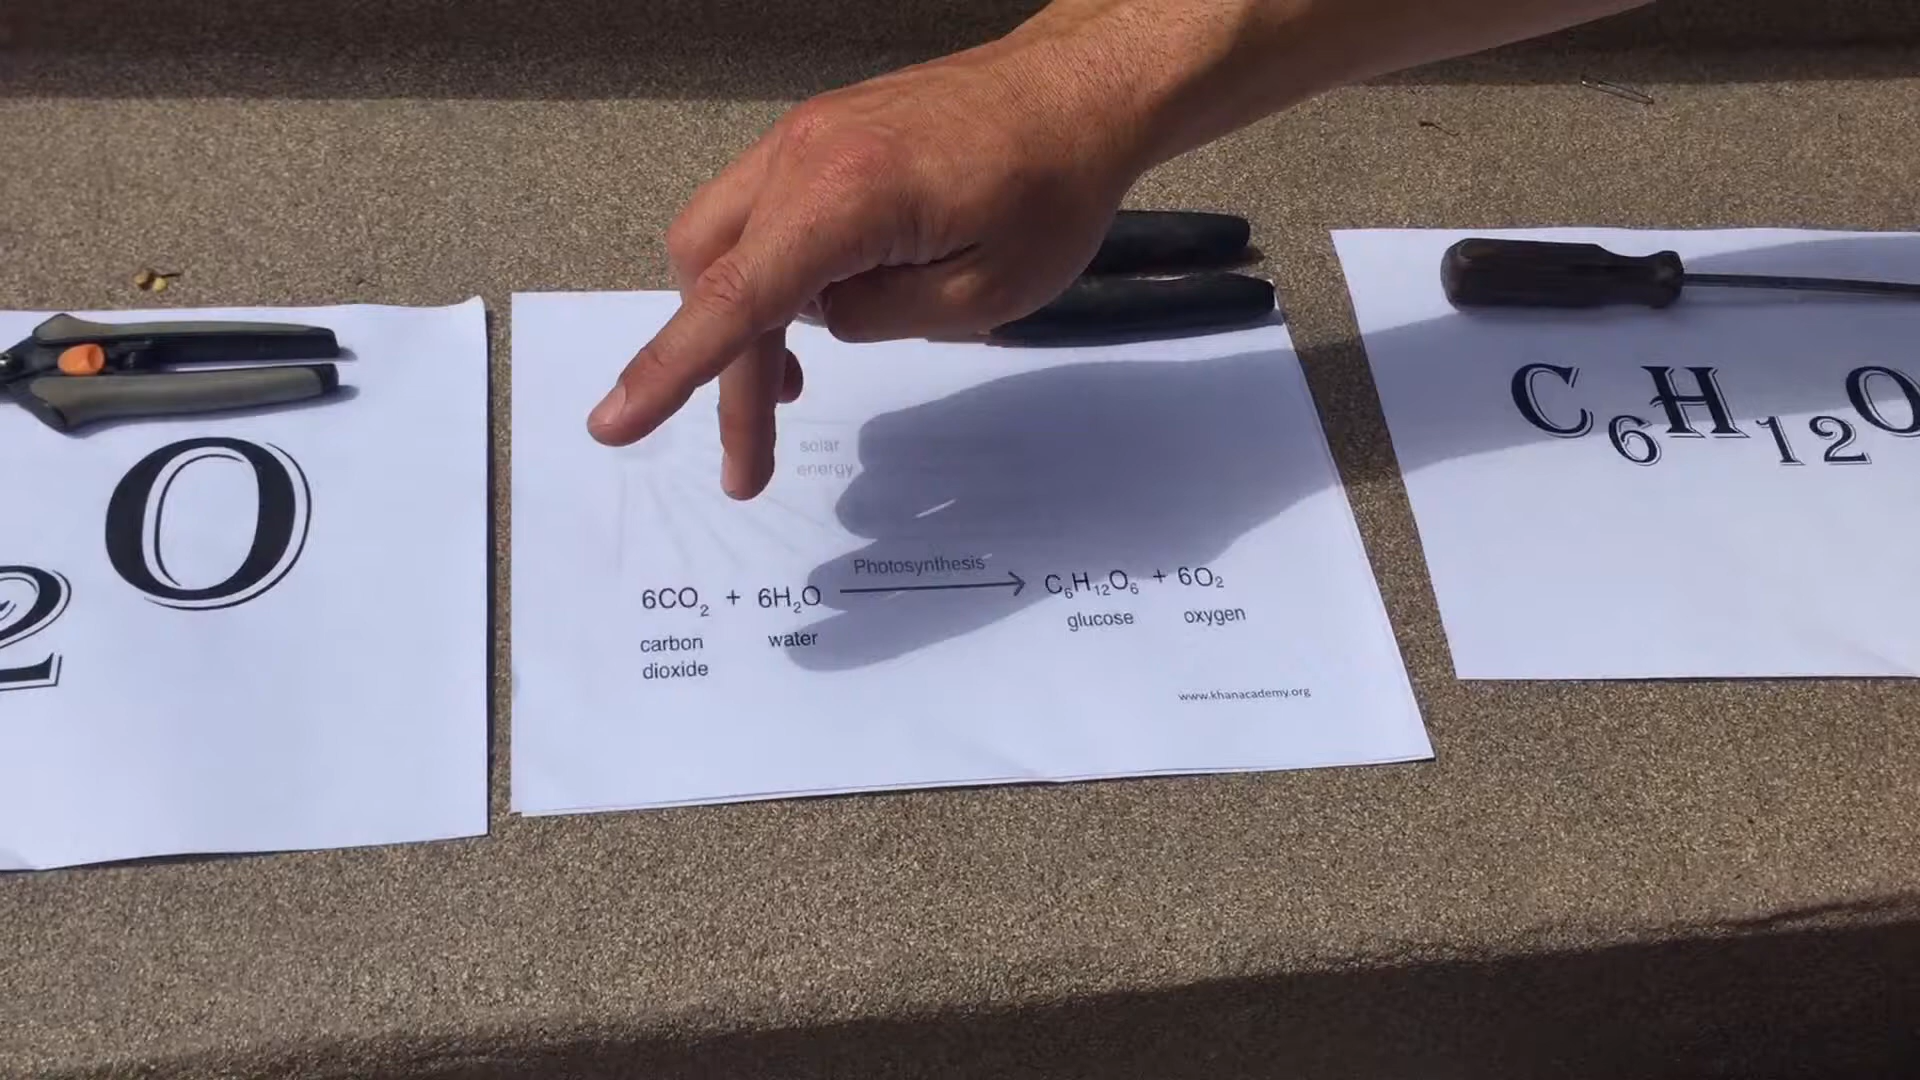 2O
solar
energy
Photosynthesis
6CO2 + 6H2O → C6H12O6 + 6O2
carbon
dioxide
water
glucose
oxygen
www.khanacademy.org
C6H12O